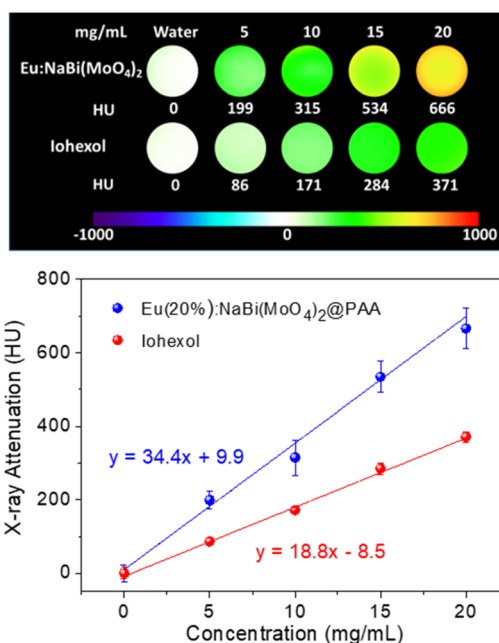 mg/mL Water 5 10 15 20
Eu:NaBi(MoO₄)₂
HU 0 199 315 534 666
Iohexol
HU 0 86 171 284 371
-1000 0 1000
800
Eu(20%):NaBi(MoO₄)₂@PAA
Iohexol
600
X-ray Attenuation (HU)
400
y = 34.4x + 9.9
200
y = 18.8x - 8.5
0
0 5 10 15 20
Concentration (mg/mL)